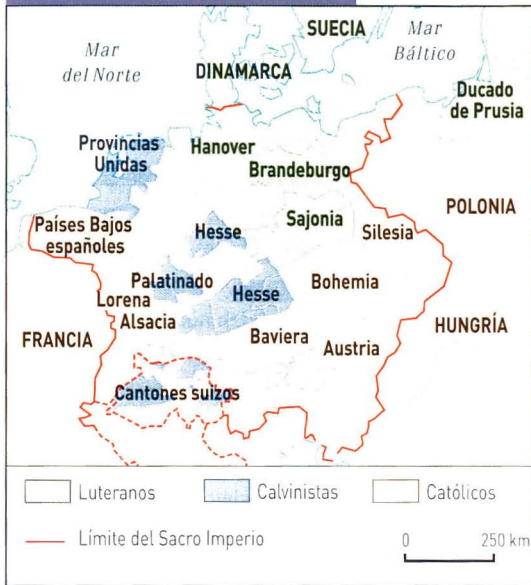 SUECIA
Mar
del Norte
Mar
Báltico
DINAMARCA
Ducado
de Prusia
Provincias
Unidas
Hanover
Brandeburgo
POLONIA
Países Bajos
españoles
Hesse
Sajonia
Silesia
Palatinado
Lorena
Hesse
Bohemia
Alsacia
FRANCIA
Baviera
HUNGRÍA
Austria
Cantones suizos
Luteranos
Calvinistas
Católicos
Límite del Sacro Imperio
0 250 km